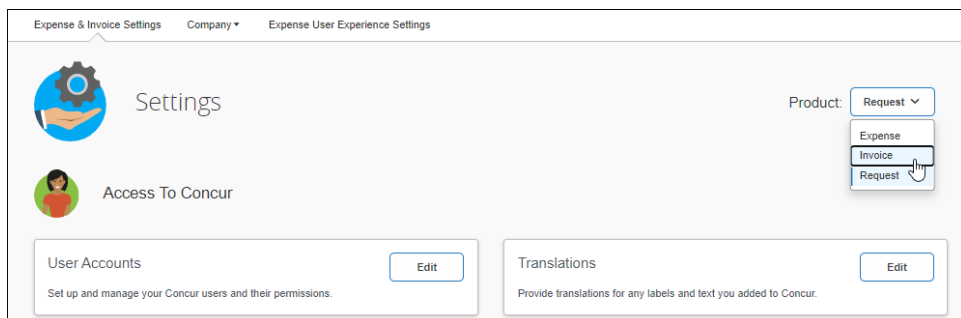 Expense & Invoice Settings Company Expense User Experience Settings
Settings
Product: Request
Expense
Invoice
Request
Access To Concur
User Accounts Edit
Set up and manage your Concur users and their permissions.
Translations Edit
Provide translations for any labels and text you added to Concur.